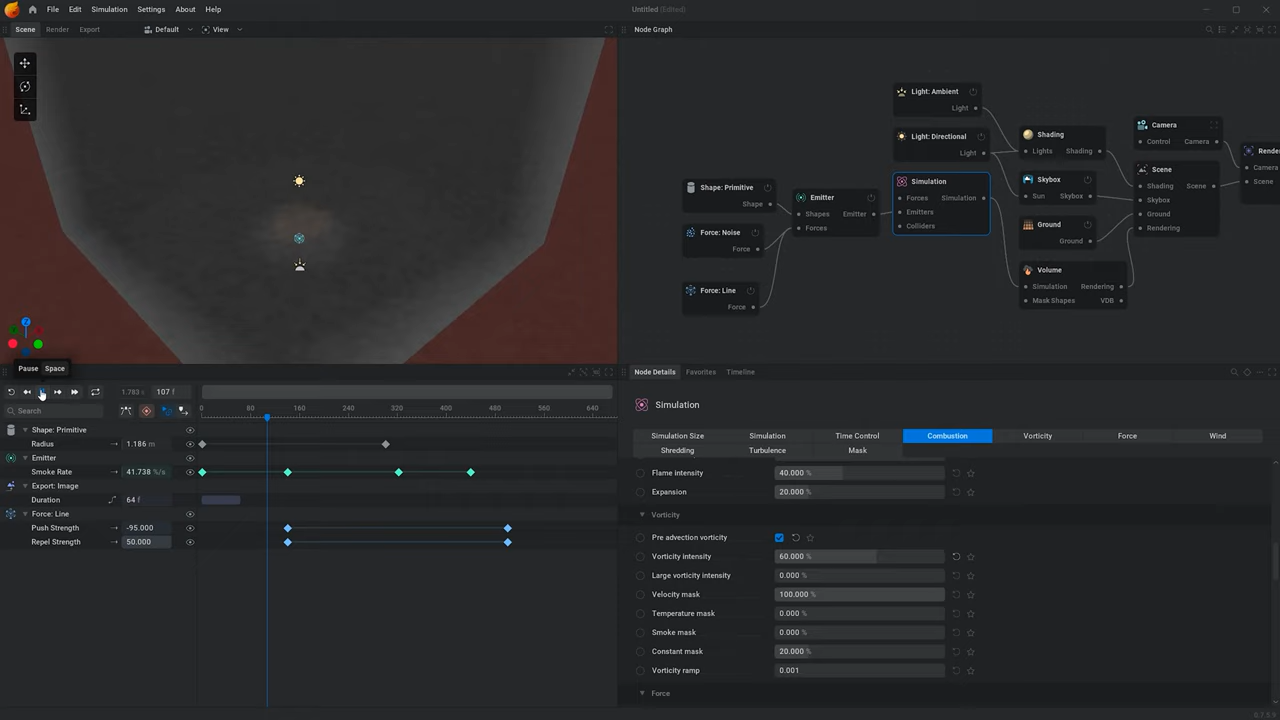 File Edit Simulation Settings About Help
Untitled (Edited)
Scene Render Export Default View
Node Graph
Light: Ambient
Light
Light: Directional
Light
Shading
Lights Shading
Camera
Control Camera
Camera
Scene
Shape: Primitive
Shape
Simulation
Forces Simulation
Emitters
Colliders
Skybox
Sun Skybox
Scene
Shading Scene
Skybox
Ground
Rendering
Emitter
Shapes Emitter
Forces
Force: Noise
Force
Ground
Ground
Force: Line
Force
Volume
Simulation Rendering
Mask Shapes VDB
Pause Space
1.783 s 107 f
Search
0 80 160 240 320 400 480 560 640
Shape: Primitive
Radius 1.186 m
Emitter
Smoke Rate 41.738 %/s
Export: Image
Duration 64 f
Force: Line
Push Strength -95.000
Repel Strength 50.000
Node Details Favorites Timeline
Simulation
Simulation Size Simulation Time Control Combustion Vorticity Force Wind
Shredding Turbulence Mask
Flame intensity 40.000 %
Expansion 20.000 %
Vorticity
Pre advection vorticity
Vorticity intensity 60.000 %
Large vorticity intensity 0.000 %
Velocity mask 100.000 %
Temperature mask 0.000 %
Smoke mask 0.000 %
Constant mask 20.000 %
Vorticity ramp 0.001
Force